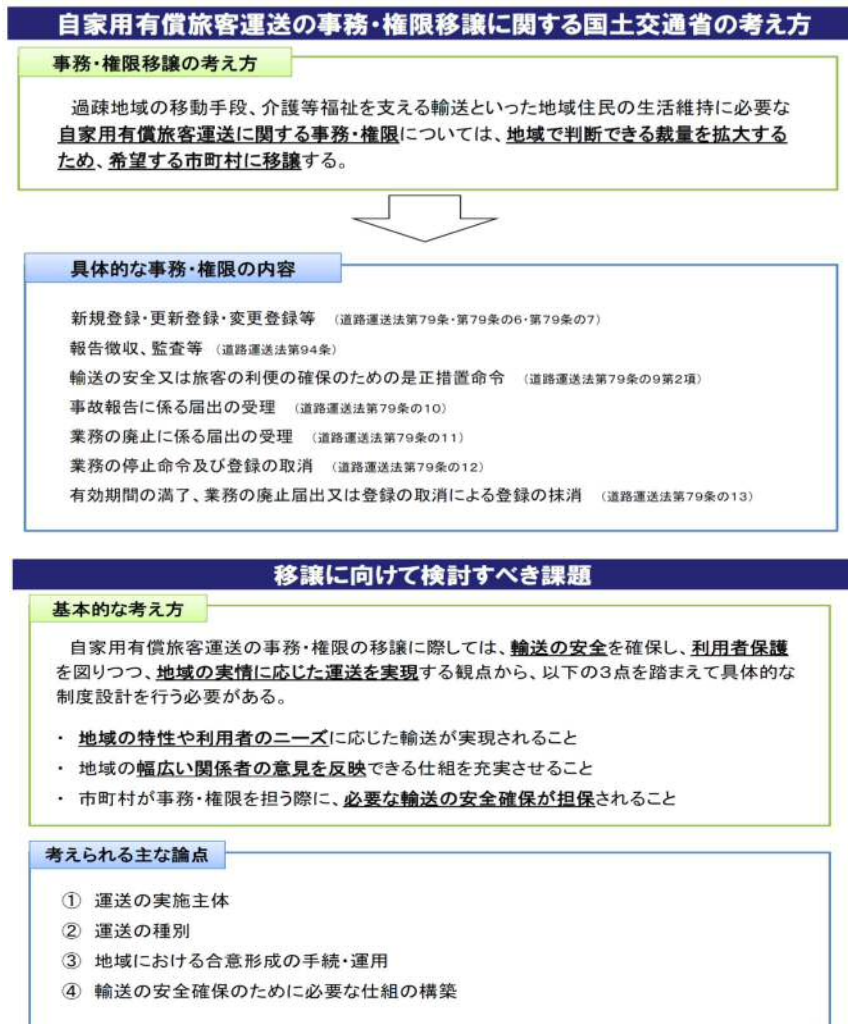 自家用有償旅客運送の事務・権限移譲に関する国土交通省の考え方
事務・権限移譲の考え方
過疎地域の移動手段、介護等福祉を支える輸送といった地域住民の生活維持に必要な
自家用有償旅客運送に関する事務・権限については、地域で判断できる裁量を拡大する
ため、希望する市町村に移譲する。
具体的な事務・権限の内容
新規登録・更新登録・変更登録等 （道路運送法第79条・第79条の6・第79条の7）
報告徴収、監査等 （道路運送法第94条）
輸送の安全又は旅客の利便の確保のための是正措置命令 （道路運送法第79条の9第2項）
事故報告に係る届出の受理 （道路運送法第79条の10）
業務の廃止に係る届出の受理 （道路運送法第79条の11）
業務の停止命令及び登録の取消 （道路運送法第79条の12）
有効期間の満了、業務の廃止届出又は登録の取消による登録の抹消 （道路運送法第79条の13）
移譲に向けて検討すべき課題
基本的な考え方
自家用有償旅客運送の事務・権限の移譲に際しては、輸送の安全を確保し、利用者保護
を図りつつ、地域の実情に応じた運送を実現する観点から、以下の3点を踏まえて具体的な
制度設計を行う必要がある。
・ 地域の特性や利用者のニーズに応じた輸送が実現されること
・ 地域の幅広い関係者の意見を反映できる仕組を充実させること
・ 市町村が事務・権限を担う際に、必要な輸送の安全確保が担保されること
考えられる主な論点
① 運送の実施主体
② 運送の種別
③ 地域における合意形成の手続・運用
④ 輸送の安全確保のために必要な仕組の構築